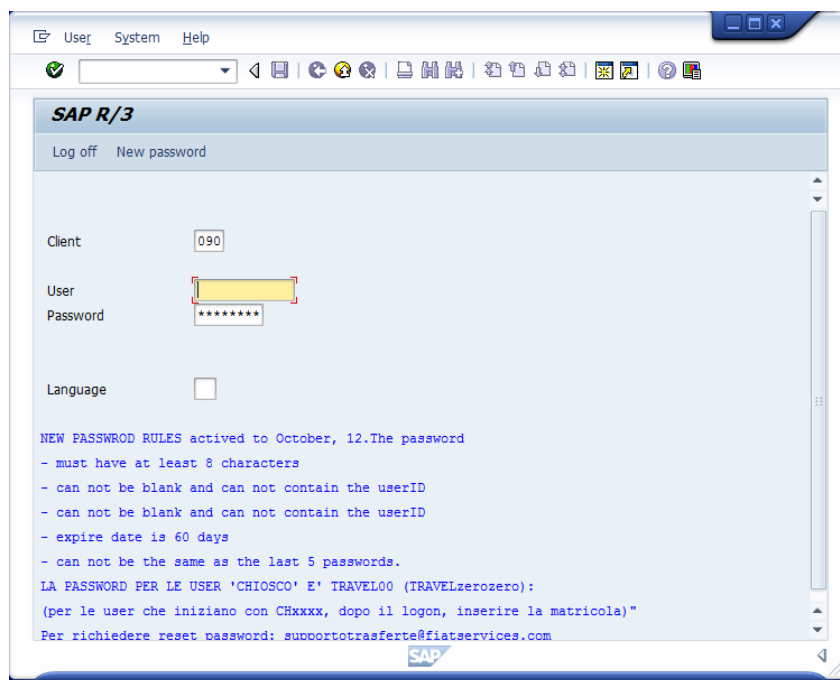 User System Help
SAP R/3
Log off New password
Client 090
User
Password ********
Language
NEW PASSWROD RULES actived to October, 12.The password
- must have at least 8 characters
- can not be blank and can not contain the userID
- can not be blank and can not contain the userID
- expire date is 60 days
- can not be the same as the last 5 passwords.
LA PASSWORD PER LE USER 'CHIOSCO' E' TRAVEL00 (TRAVELzerozero):
(per le user che iniziano con CHxxxx, dopo il logon, inserire la matricola)"
Per richiedere reset password: supportotrasferte@fiatservices.com
SAP